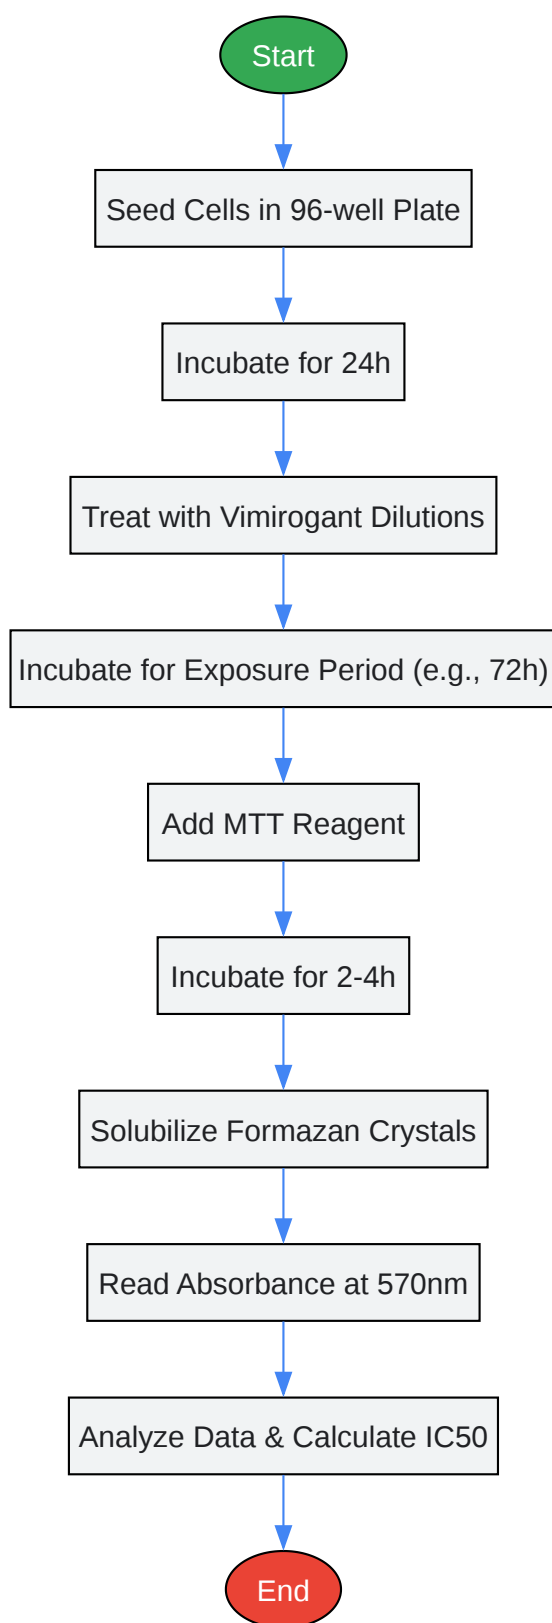 Start
Seed Cells in 96-well Plate
Incubate for 24h
Treat with Vimirogant Dilutions
Incubate for Exposure Period (e.g., 72h)
Add MTT Reagent
Incubate for 2-4h
Solubilize Formazan Crystals
Read Absorbance at 570nm
Analyze Data & Calculate IC50
End